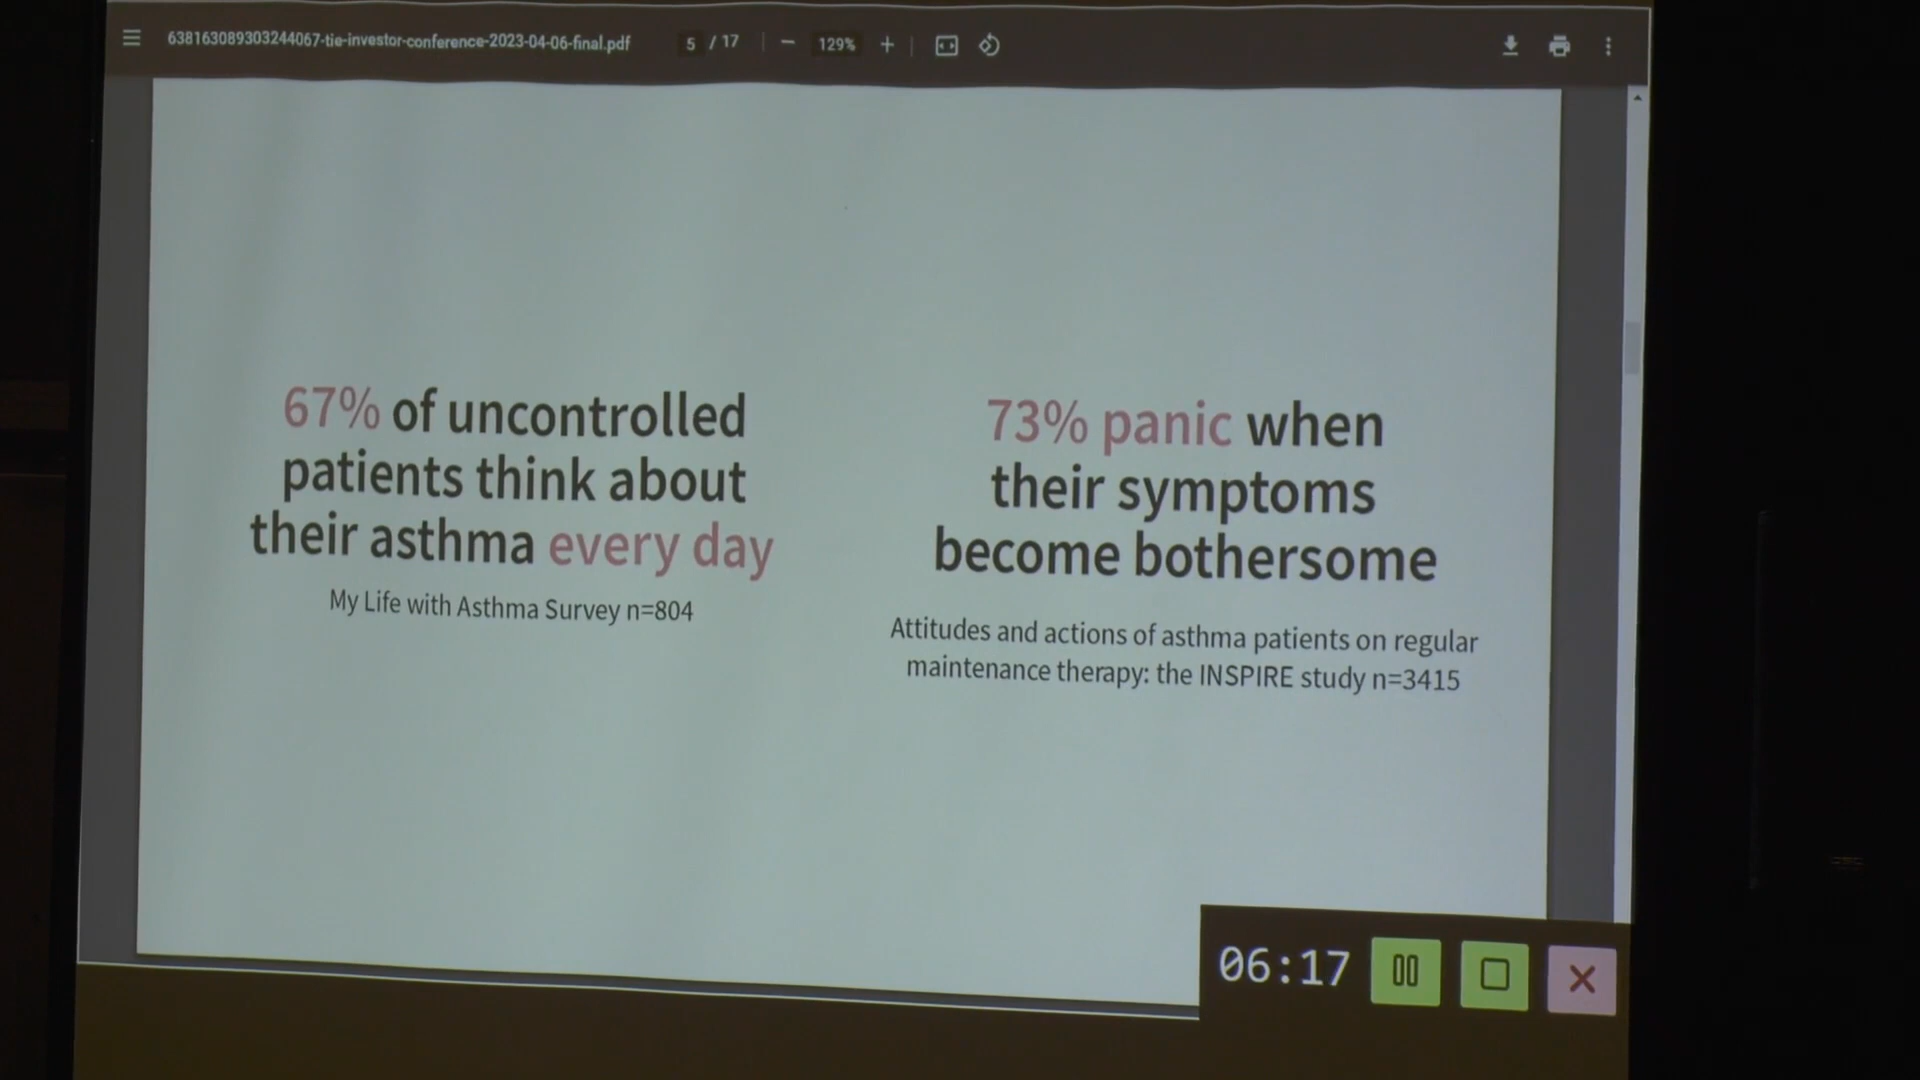 638163089303244067-tie-investor-conference-2023-04-06-final.pdf 5 / 17 129%
67% of uncontrolled
patients think about
their asthma every day
My Life with Asthma Survey n=804
73% panic when
their symptoms
become bothersome
Attitudes and actions of asthma patients on regular
maintenance therapy: the INSPIRE study n=3415
06:17